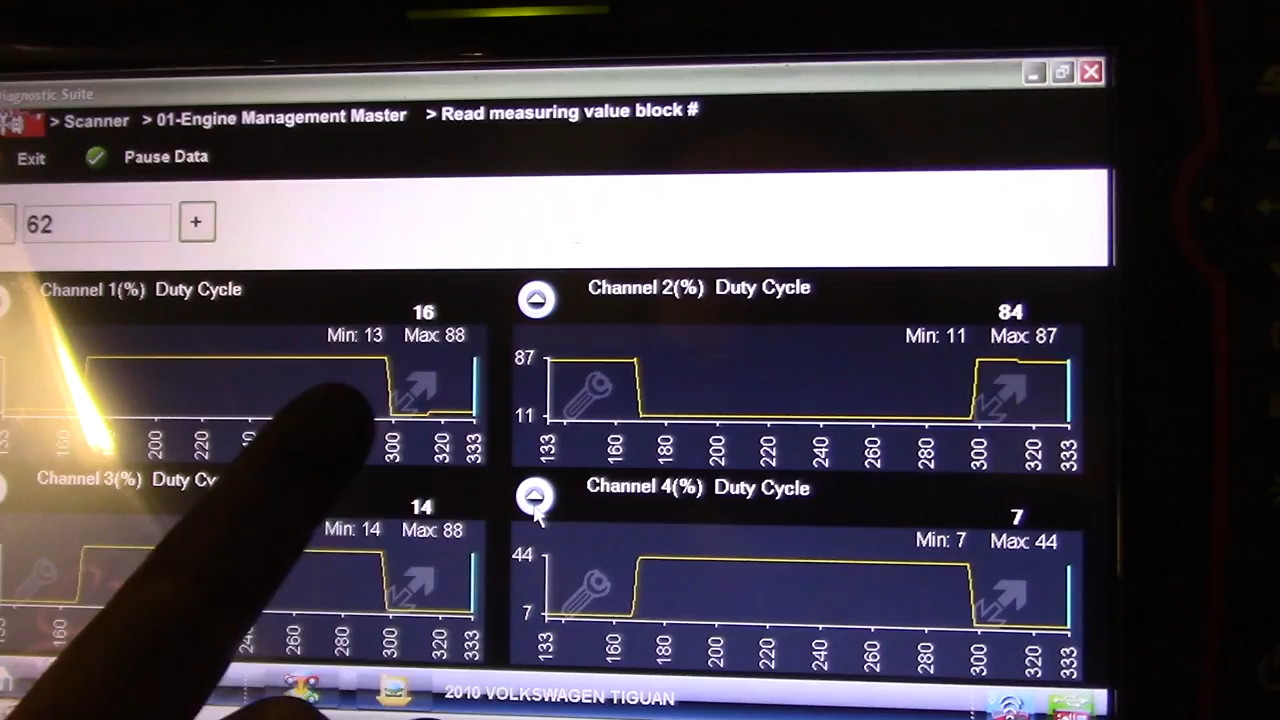 Diagnostic Suite
> Scanner > 01-Engine Management Master > Read measuring value block #
Exit Pause Data
62 +
Channel 1(%) Duty Cycle
16
Min: 13 Max: 88
200 220 300 320 333
Channel 2(%) Duty Cycle
84
Min: 11 Max: 87
87
11
133 160 180 200 220 240 260 280 300 320 333
Channel 3(%) Duty
14
Min: 14 Max: 88
160 260 280 300 320 333
Channel 4(%) Duty Cycle
7
Min: 7 Max: 44
44
7
133 160 180 200 220 240 260 280 300 320 333
2010 VOLKSWAGEN TIGUAN